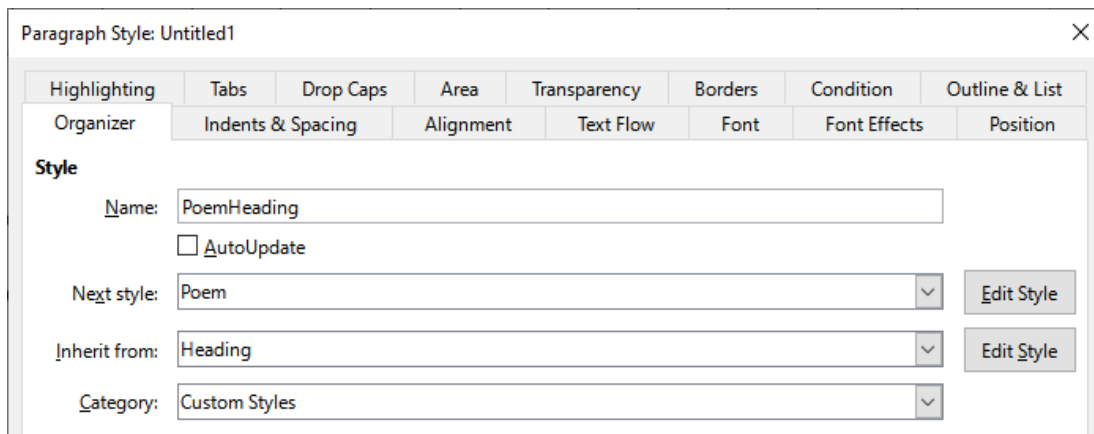 Paragraph Style: Untitled1
Highlighting Tabs Drop Caps Area Transparency Borders Condition Outline & List
Organizer Indents & Spacing Alignment Text Flow Font Font Effects Position
Style
Name: PoemHeading
AutoUpdate
Next style: Poem Edit Style
Inherit from: Heading Edit Style
Category: Custom Styles